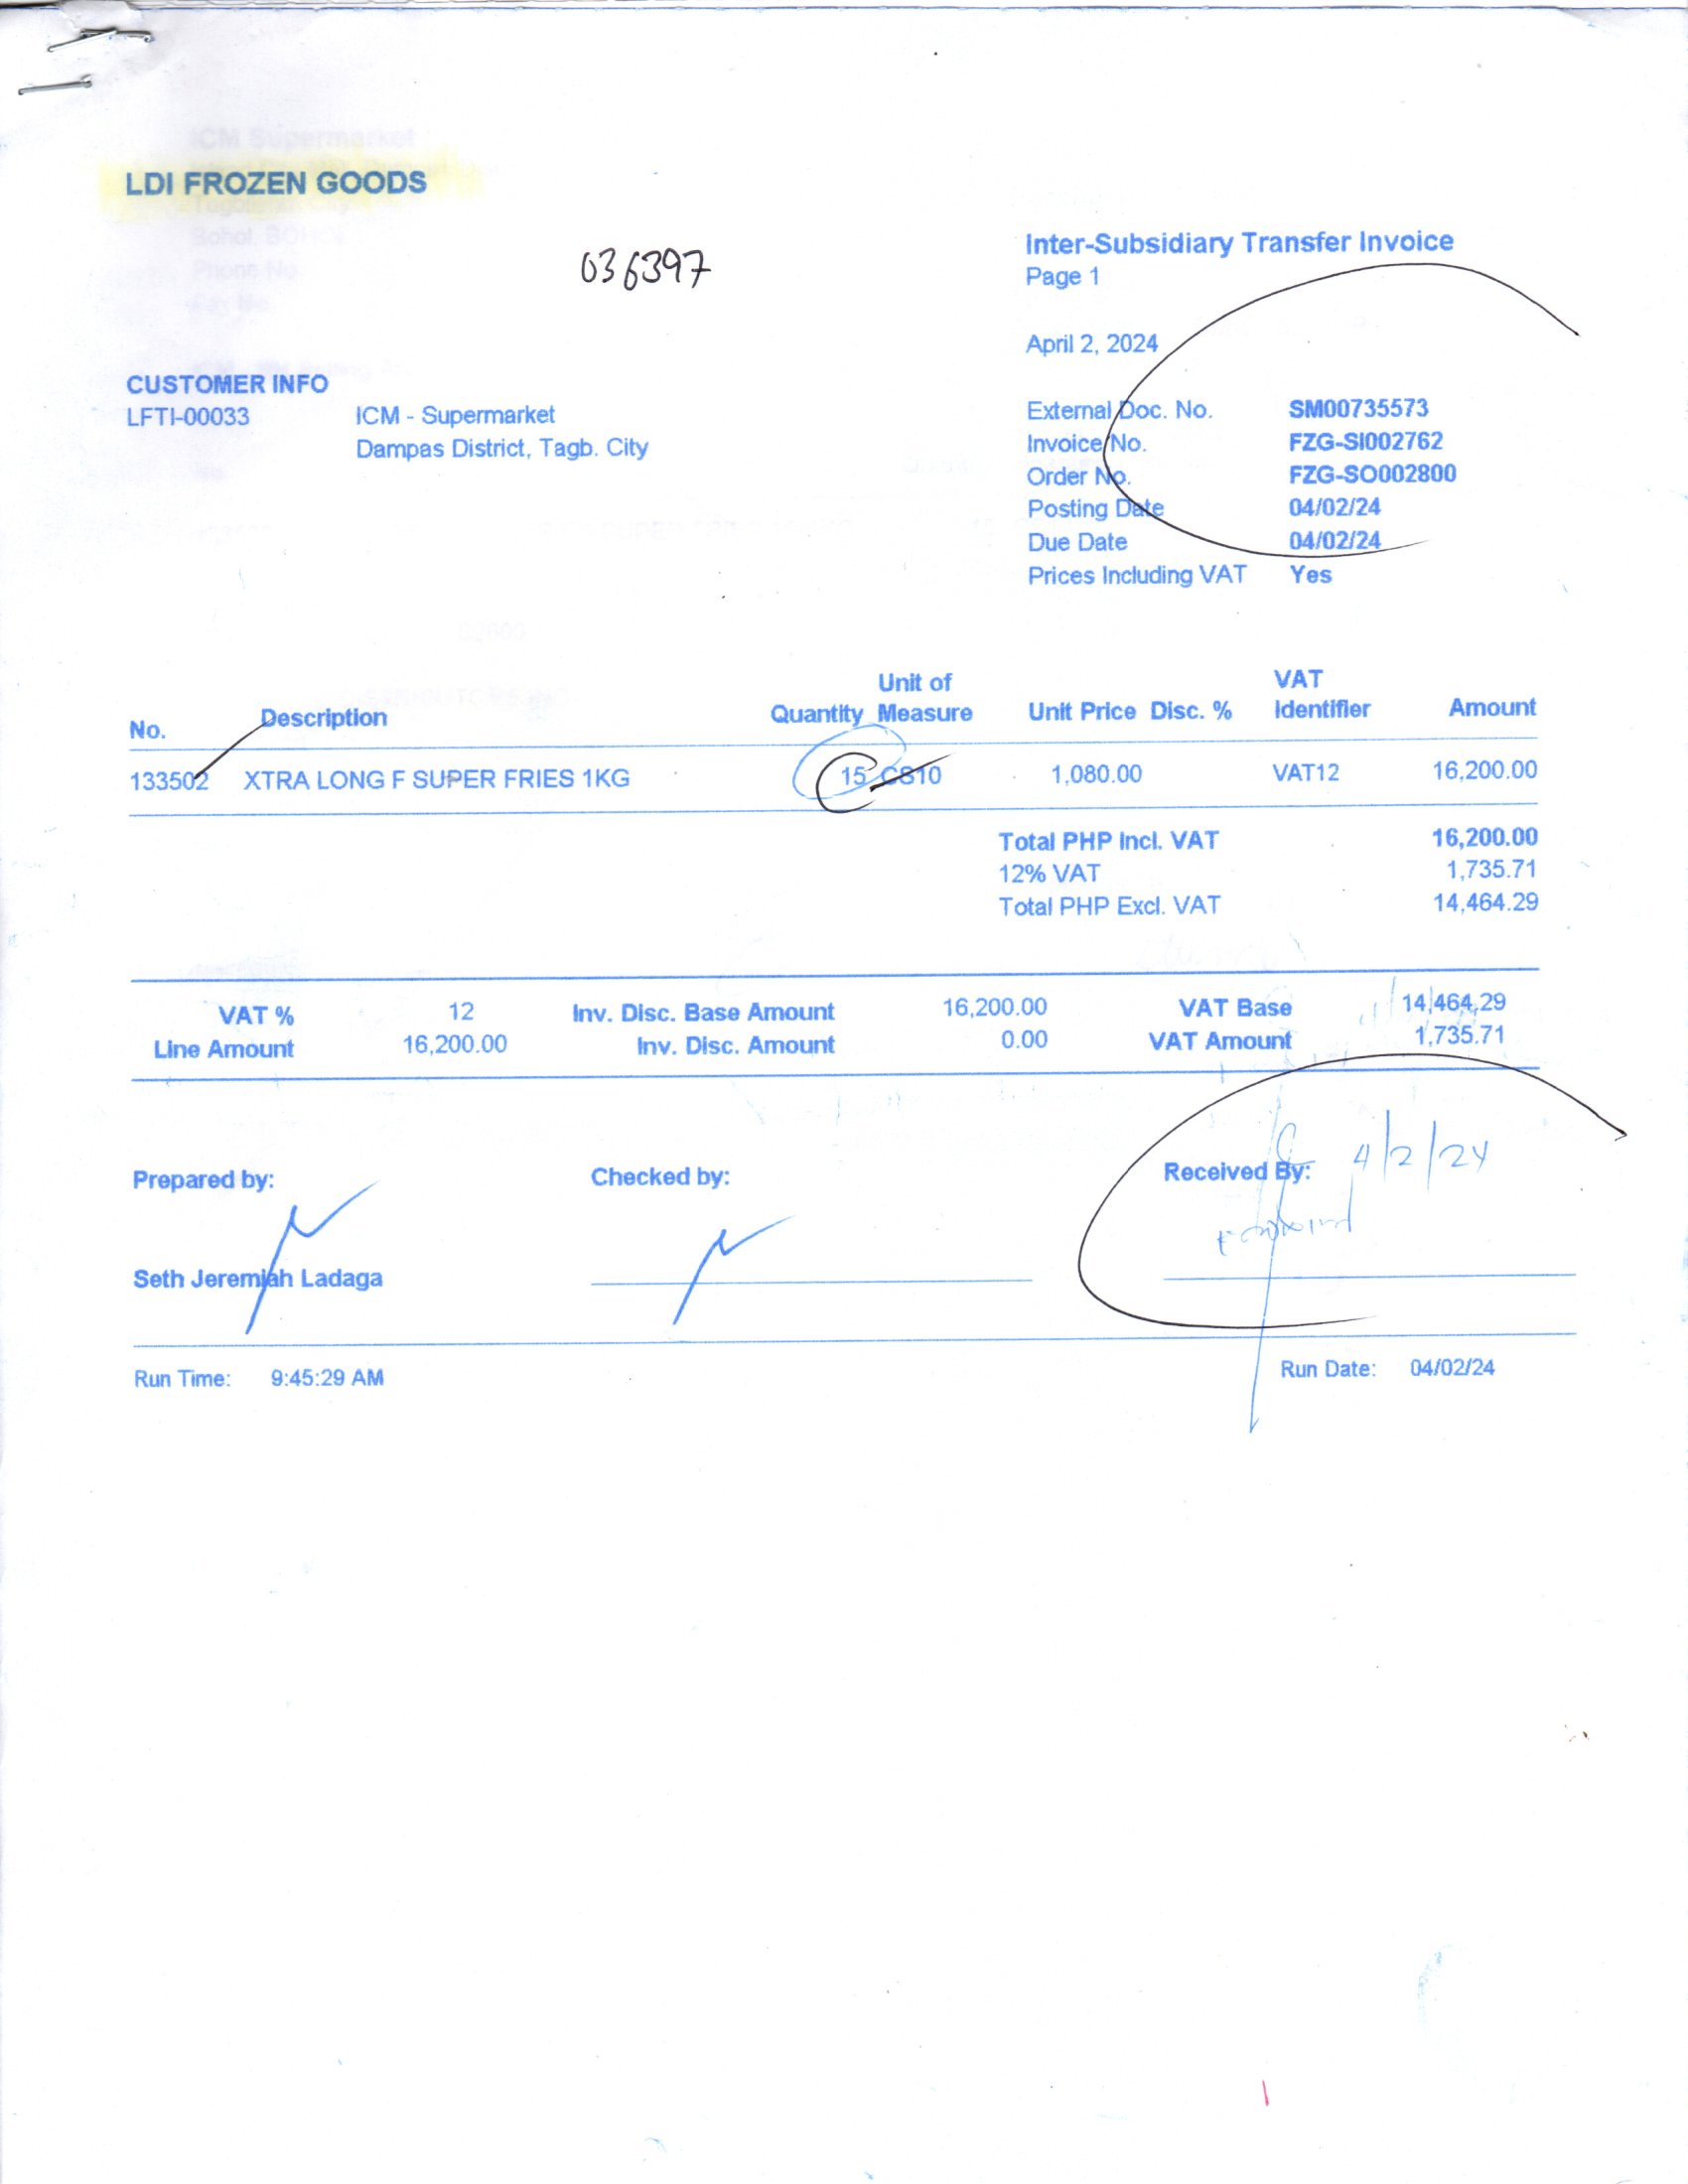 LDI FROZEN GOODS
036397
Inter-Subsidiary Transfer Invoice
Page 1
April 2, 2024
CUSTOMER INFO
LFTI-00033 ICM - Supermarket
Dampas District, Tagb. City
External Doc. No. SM00735573
Invoice No. FZG-SI002762
Order No. FZG-SO002800
Posting Date 04/02/24
Due Date 04/02/24
Prices Including VAT Yes
No. Description Quantity Unit of Measure Unit Price Disc. % VAT Identifier Amount
133502 XTRA LONG F SUPER FRIES 1KG 15 CS10 1,080.00 VAT12 16,200.00
Total PHP Incl. VAT 16,200.00
12% VAT 1,735.71
Total PHP Excl. VAT 14,464.29
VAT % 12 Inv. Disc. Base Amount 16,200.00 VAT Base 14,464.29
Line Amount 16,200.00 Inv. Disc. Amount 0.00 VAT Amount 1,735.71
Prepared by: Checked by: Received By: 4/2/24
Seth Jeremiah Ladaga
Run Time: 9:45:29 AM Run Date: 04/02/24